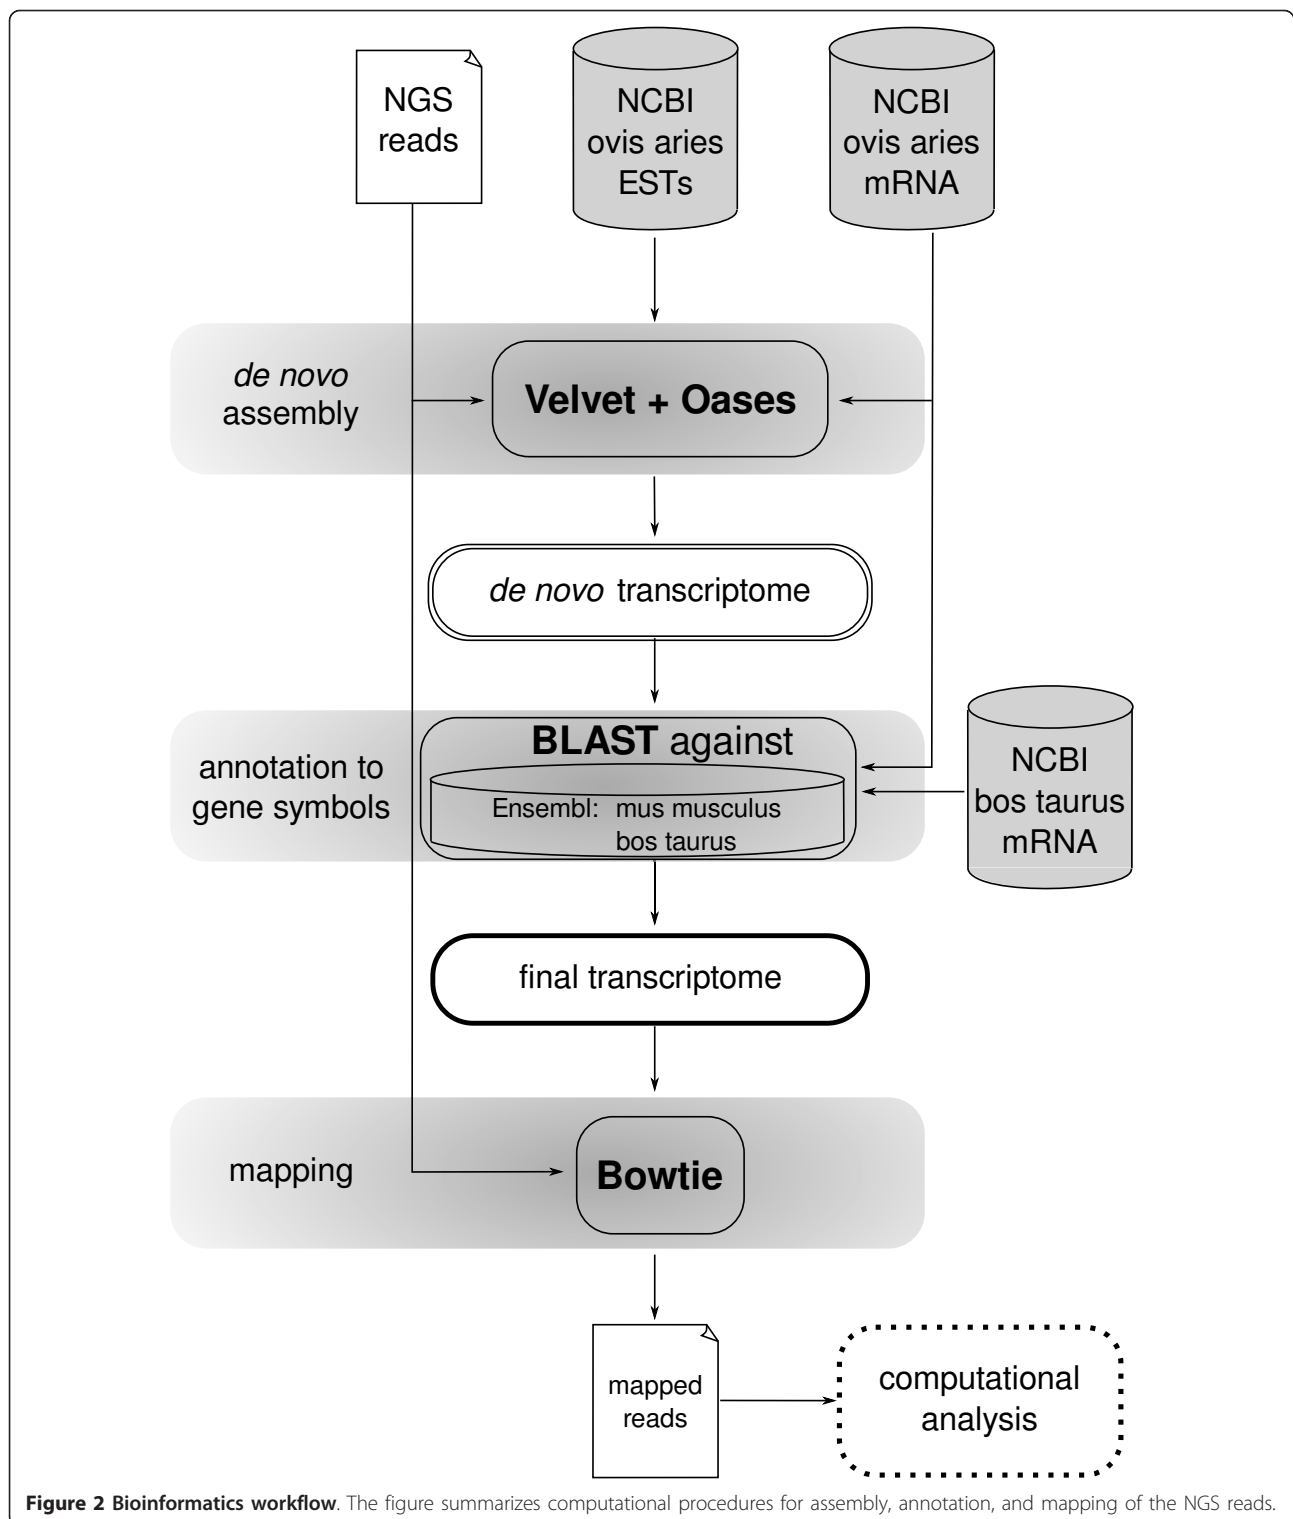 NGS
reads
NCBI
ovis aries
ESTs
NCBI
ovis aries
mRNA
de novo
assembly
Velvet + Oases
de novo transcriptome
annotation to
gene symbols
BLAST against
Ensembl: mus musculus
bos taurus
NCBI
bos taurus
mRNA
final transcriptome
mapping
Bowtie
mapped
reads
computational
analysis
Figure 2 Bioinformatics workflow. The figure summarizes computational procedures for assembly, annotation, and mapping of the NGS reads.